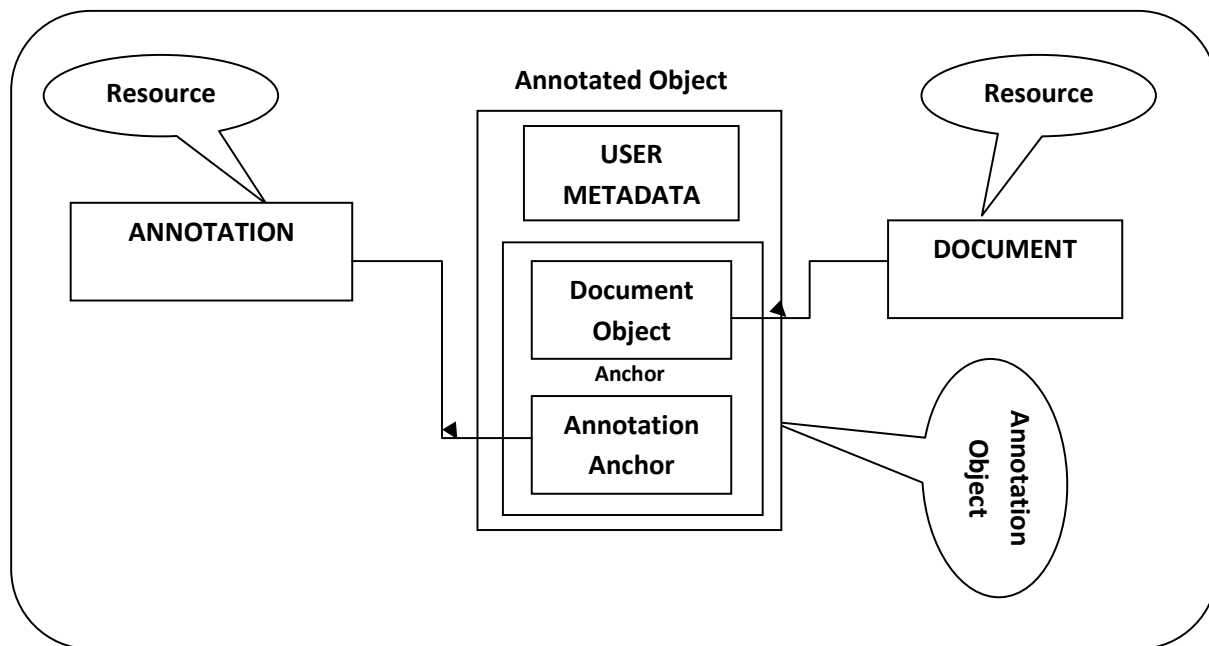 Resource
ANNOTATION
Annotated Object
USER
METADATA
Document
Object
Anchor
Annotation
Anchor
Resource
DOCUMENT
Annotation
Object